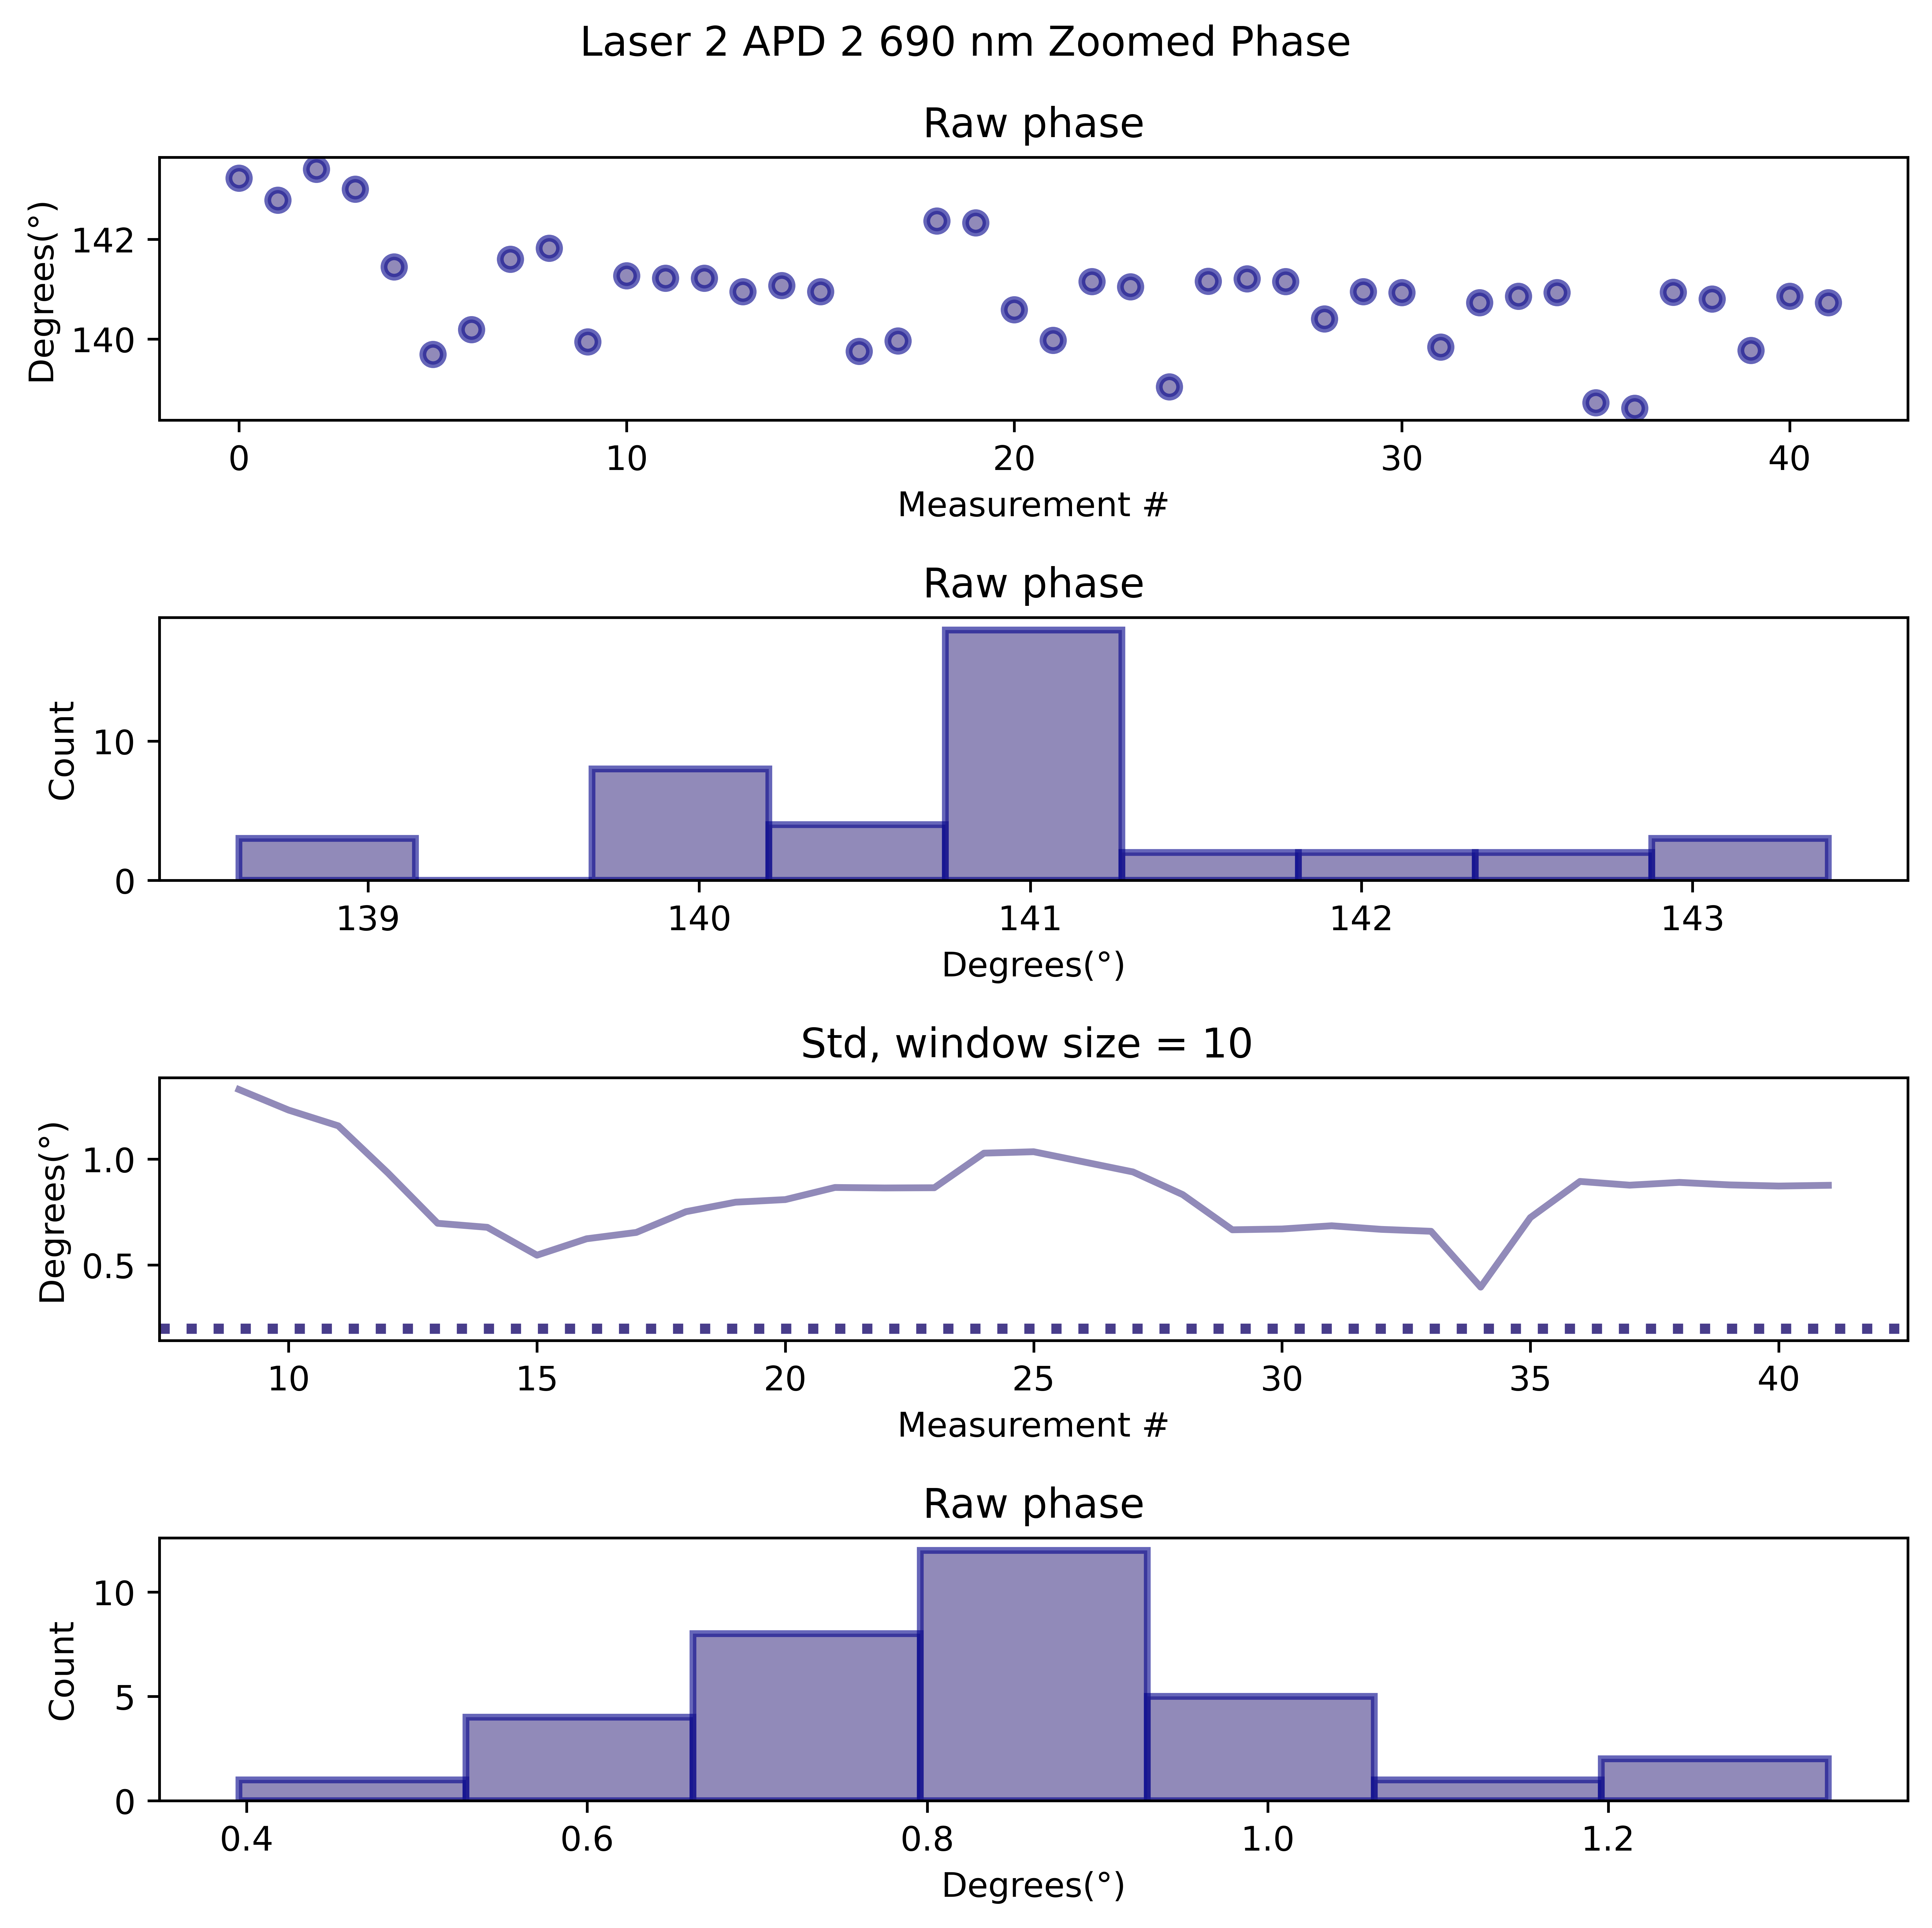 Laser 2 APD 2 690 nm Zoomed Phase
Raw phase
Degrees(°)
142
140
0 10 20 30 40
Measurement #
Raw phase
Count
10
0
139 140 141 142 143
Degrees(°)
Std, window size = 10
Degrees(°)
1.0
0.5
10 15 20 25 30 35 40
Measurement #
Raw phase
Count
10
5
0
0.4 0.6 0.8 1.0 1.2
Degrees(°)